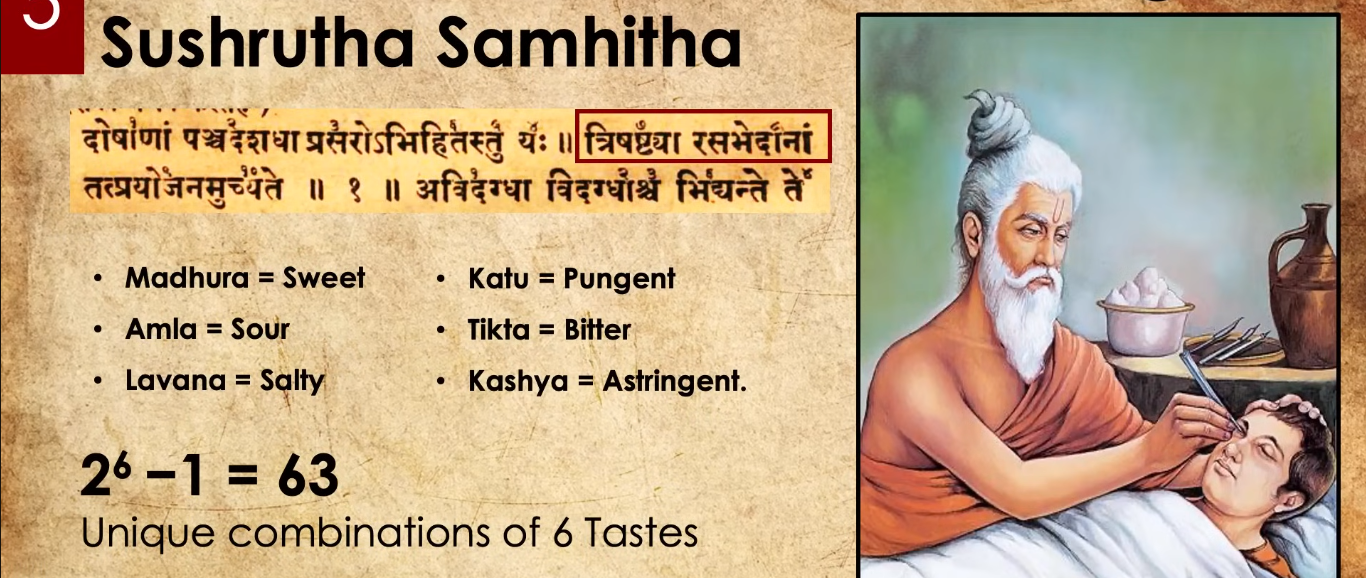 5
Sushrutha Samhitha
दोषाणां पञ्चदशधा प्रसरोऽभिहितस्तु यः ॥ त्रिषष्ट्या रसभेदानां
तत्प्रयोजनमुच्यते ॥ १ ॥ अविदग्धा विदग्धाश्च भिद्यन्ते ते
• Madhura = Sweet
• Amla = Sour
• Lavana = Salty
• Katu = Pungent
• Tikta = Bitter
• Kashya = Astringent.
2⁶ –1 = 63
Unique combinations of 6 Tastes